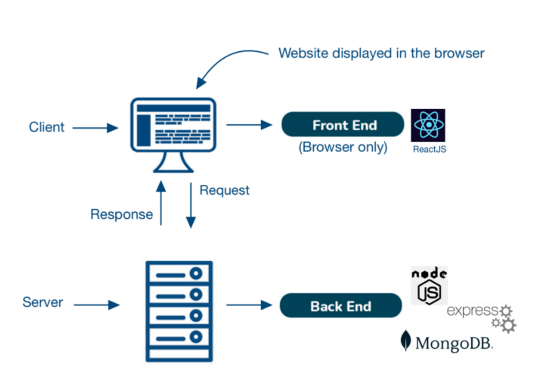 Website displayed in the browser
Client
Front End
(Browser only)
ReactJS
Request
Response
Server
Back End
node
JS
express
MongoDB.